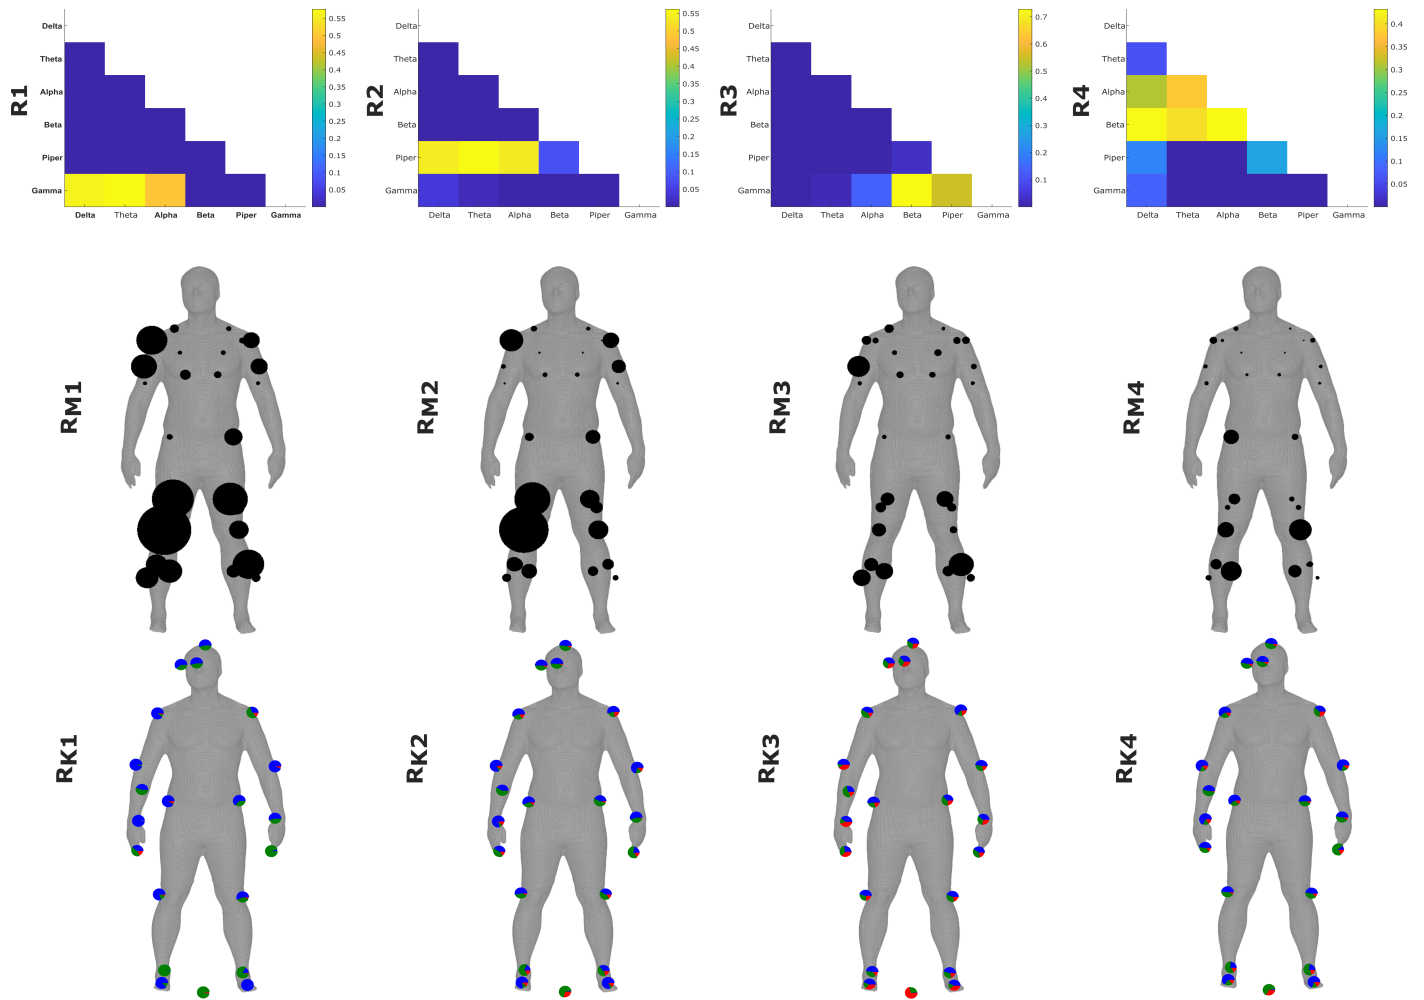 R1
Delta
Theta
Alpha
Beta
Piper
Gamma
Delta Theta Alpha Beta Piper Gamma
0.55
0.5
0.45
0.4
0.35
0.3
0.25
0.2
0.15
0.1
0.05
R2
Delta
Theta
Alpha
Beta
Piper
Gamma
Delta Theta Alpha Beta Piper Gamma
0.55
0.5
0.45
0.4
0.35
0.3
0.25
0.2
0.15
0.1
0.05
R3
Delta
Theta
Alpha
Beta
Piper
Gamma
Delta Theta Alpha Beta Piper Gamma
0.7
0.6
0.5
0.4
0.3
0.2
0.1
R4
Delta
Theta
Alpha
Beta
Piper
Gamma
Delta Theta Alpha Beta Piper Gamma
0.4
0.35
0.3
0.25
0.2
0.15
0.1
0.05
RM1
RM2
RM3
RM4
RK1
RK2
RK3
RK4